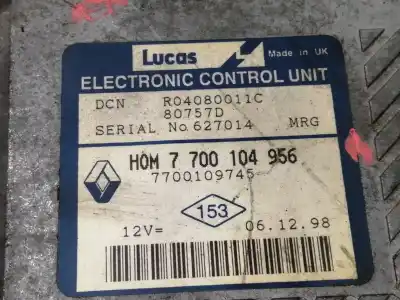 Lucas
Made in UK
ELECTRONIC CONTROL UNIT
DCN R04080011C
80757D
SERIAL No.627014 MRG
HOM 7 700 104 956
7700109745
153
12V= 06.12.98